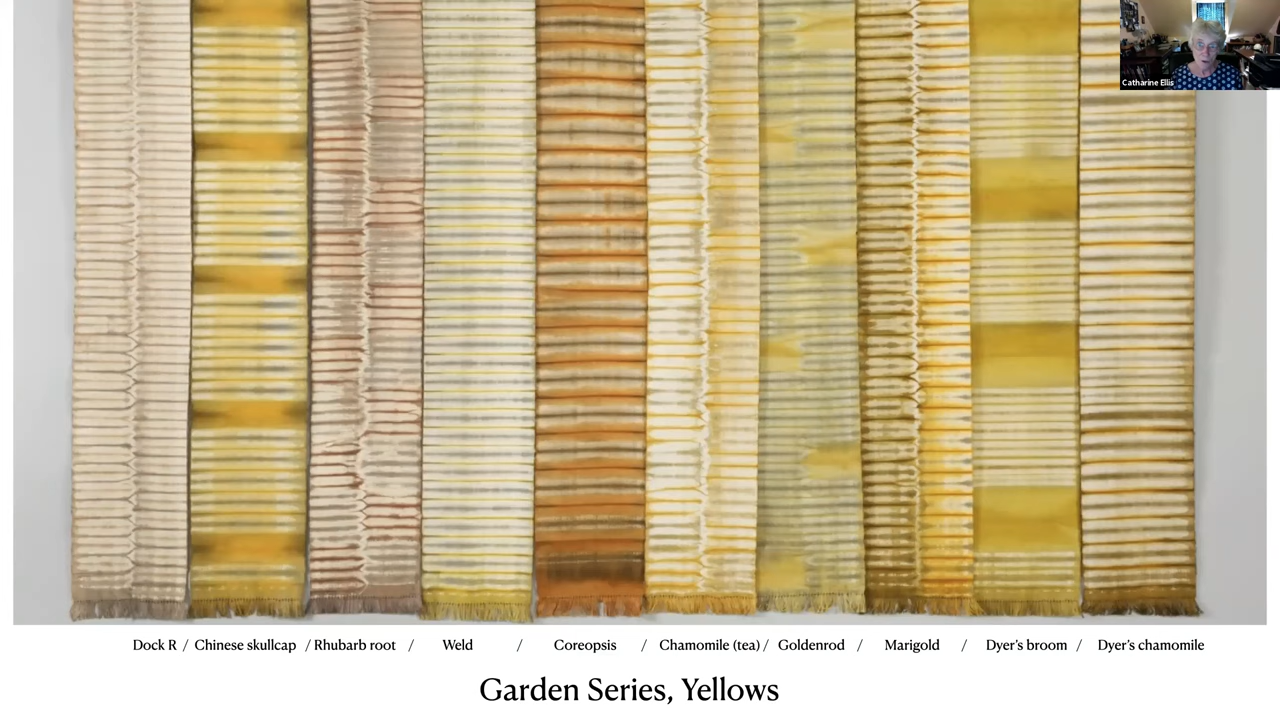 Catharine Ellis
Dock R / Chinese skullcap / Rhubarb root / Weld / Coreopsis / Chamomile (tea) / Goldenrod / Marigold / Dyer's broom / Dyer's chamomile
Garden Series, Yellows